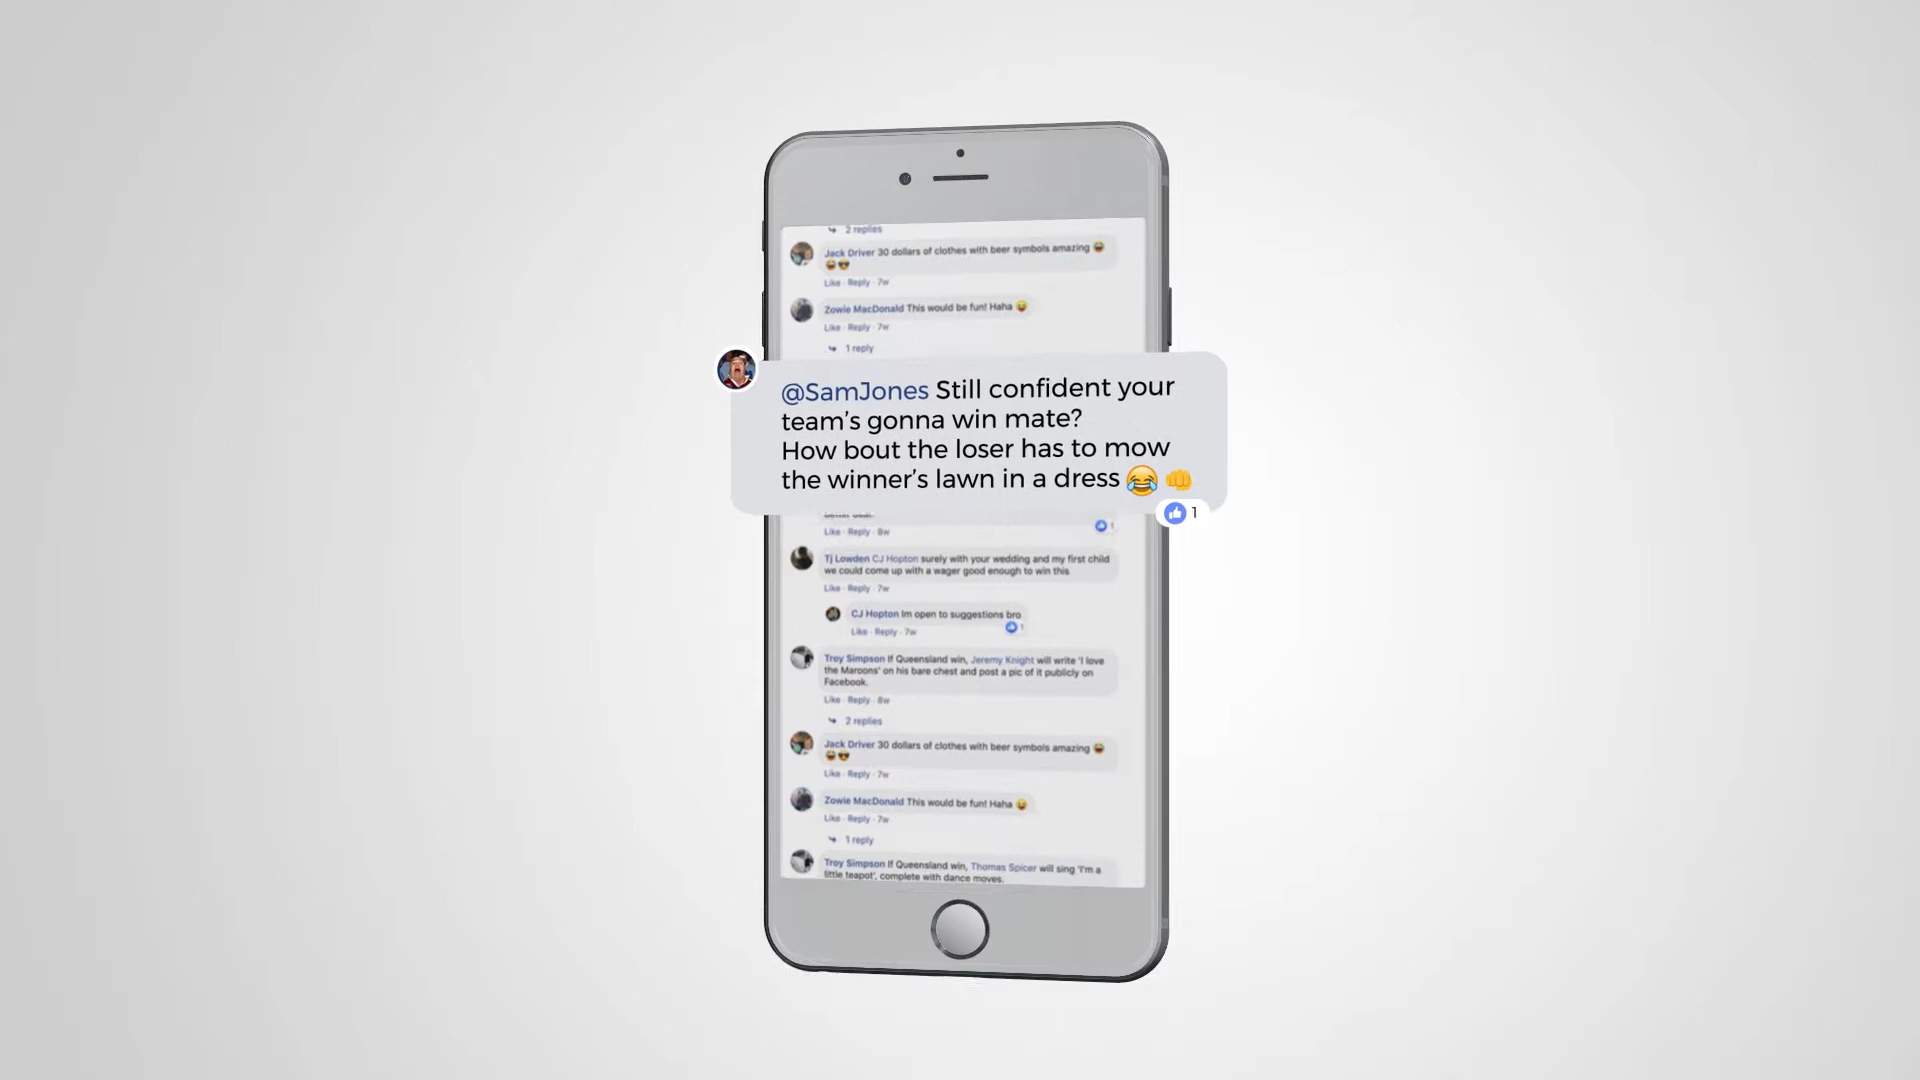 ↪ 2 replies
Jack Driver 30 dollars of clothes with beer symbols amazing 😂
😂😎
Like · Reply · 7w
Zowie MacDonald This would be fun! Haha 😜
Like · Reply · 7w
↪ 1 reply
@SamJones Still confident your
team's gonna win mate?
How bout the loser has to mow
the winner's lawn in a dress 😂 👊
1
Like · Reply · 8w
1
Tj Lowden CJ Hopton surely with your wedding and my first child
we could come up with a wager good enough to win this
Like · Reply · 7w
CJ Hopton Im open to suggestions bro
1
Like · Reply · 7w
Troy Simpson If Queensland win, Jeremy Knight will write 'I love
the Maroons' on his bare chest and post a pic of it publicly on
Facebook.
Like · Reply · 8w
↪ 2 replies
Jack Driver 30 dollars of clothes with beer symbols amazing 😂
😂😎
Like · Reply · 7w
Zowie MacDonald This would be fun! Haha 😜
Like · Reply · 7w
↪ 1 reply
Troy Simpson If Queensland win, Thomas Spicer will sing 'I'm a
little teapot', complete with dance moves.